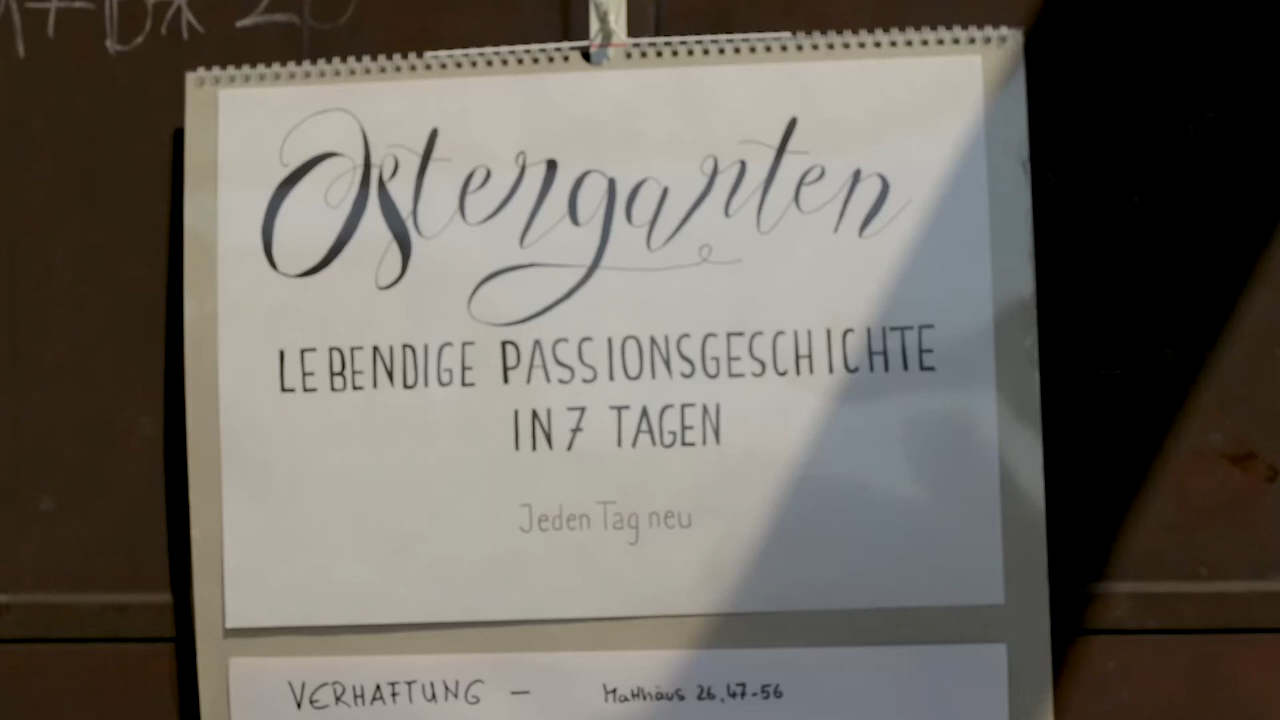 Ostergarten
LEBENDIGE PASSIONSGESCHICHTE
IN 7 TAGEN
Jeden Tag neu
VERHAFTUNG – Matthäus 26,47-56